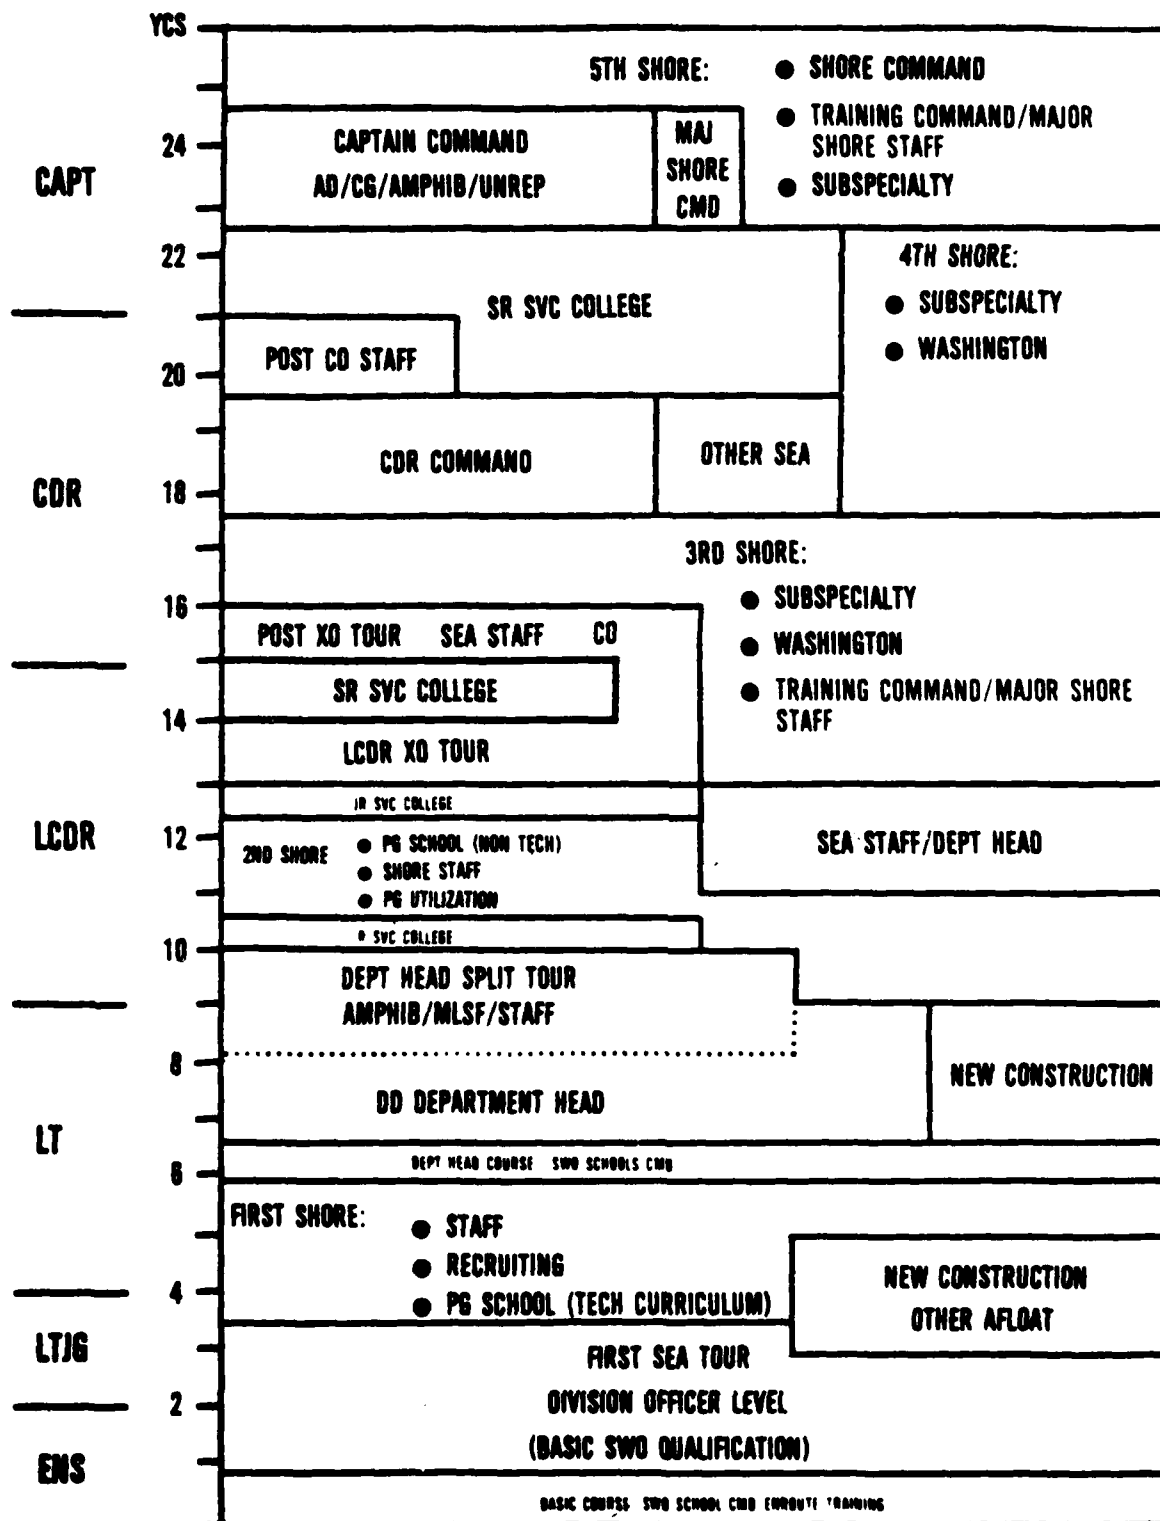 YCS
5TH SHORE:
● SHORE COMMAND
● TRAINING COMMAND/MAJOR
SHORE STAFF
● SUBSPECIALTY
CAPTAIN COMMAND
AD/CG/AMPHIB/UNREP
MAJ
SHORE
CMD
24
CAPT
22
4TH SHORE:
● SUBSPECIALTY
● WASHINGTON
SR SVC COLLEGE
POST CO STAFF
20
CDR COMMAND
OTHER SEA
CDR
18
3RD SHORE:
● SUBSPECIALTY
● WASHINGTON
● TRAINING COMMAND/MAJOR SHORE
STAFF
16
POST XO TOUR SEA STAFF CO
SR SVC COLLEGE
14
LCDR XO TOUR
JR SVC COLLEGE
LCDR
12
2ND SHORE
● PG SCHOOL (NON TECH)
● SHORE STAFF
● PG UTILIZATION
SEA STAFF/DEPT HEAD
SVC COLLEGE
10
DEPT HEAD SPLIT TOUR
AMPHIB/MLSF/STAFF
8
DD DEPARTMENT HEAD
NEW CONSTRUCTION
LT
DEPT HEAD COURSE SWO SCHOOLS CMD
6
FIRST SHORE:
● STAFF
● RECRUITING
● PG SCHOOL (TECH CURRICULUM)
NEW CONSTRUCTION
OTHER AFLOAT
4
LTJG
FIRST SEA TOUR
DIVISION OFFICER LEVEL
(BASIC SWO QUALIFICATION)
2
ENS
BASIC COURSE SWO SCHOOL CMD ENROUTE TRAINING